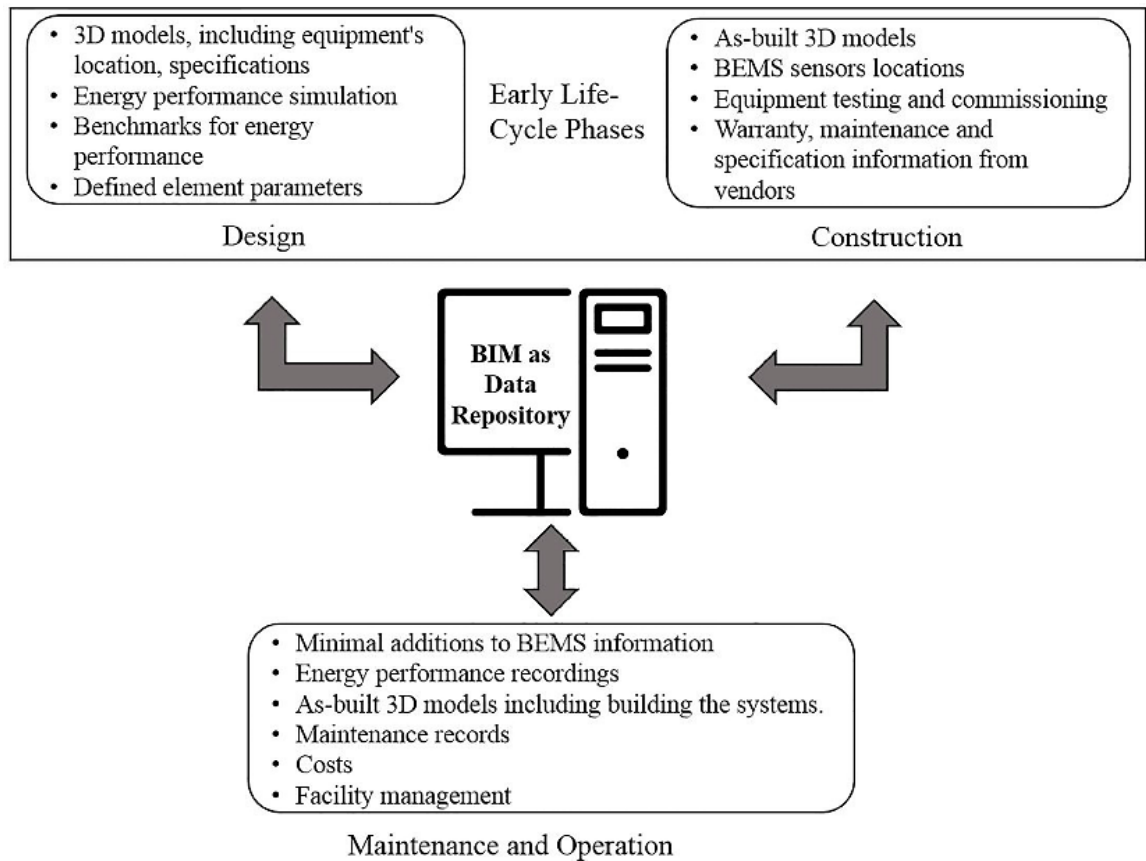 • 3D models, including equipment's
location, specifications
• Energy performance simulation
• Benchmarks for energy
performance
• Defined element parameters
Design
Early Life-
Cycle Phases
• As-built 3D models
• BEMS sensors locations
• Equipment testing and commissioning
• Warranty, maintenance and
specification information from
vendors
Construction
BIM as
Data
Repository
• Minimal additions to BEMS information
• Energy performance recordings
• As-built 3D models including building the systems.
• Maintenance records
• Costs
• Facility management
Maintenance and Operation